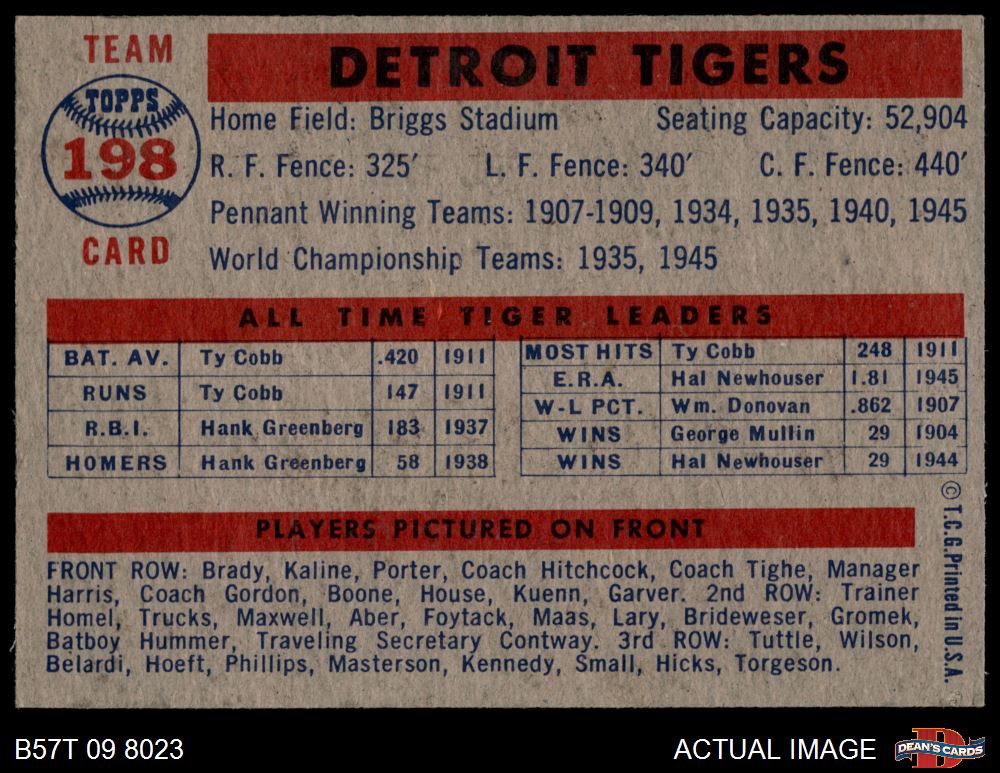 TEAM
TOPPS
198
CARD
DETROIT TIGERS
Home Field: Briggs Stadium Seating Capacity: 52,904
R. F. Fence: 325′ L. F. Fence: 340′ C. F. Fence: 440′
Pennant Winning Teams: 1907-1909, 1934, 1935, 1940, 1945
World Championship Teams: 1935, 1945
ALL TIME TIGER LEADERS
BAT. AV. Ty Cobb .420 1911
RUNS Ty Cobb 147 1911
R.B.I. Hank Greenberg 183 1937
HOMERS Hank Greenberg 58 1938
MOST HITS Ty Cobb 248 1911
E.R.A. Hal Newhouser 1.81 1945
W-L PCT. Wm. Donovan .862 1907
WINS George Mullin 29 1904
WINS Hal Newhouser 29 1944
PLAYERS PICTURED ON FRONT
FRONT ROW: Brady, Kaline, Porter, Coach Hitchcock, Coach Tighe, Manager
Harris, Coach Gordon, Boone, House, Kuenn, Garver. 2nd ROW: Trainer
Homel, Trucks, Maxwell, Aber, Foytack, Maas, Lary, Brideweser, Gromek,
Batboy Hummer, Traveling Secretary Contway. 3rd ROW: Tuttle, Wilson,
Belardi, Hoeft, Phillips, Masterson, Kennedy, Small, Hicks, Torgeson.
© T.C.G. Printed in U.S.A.
B57T 09 8023
ACTUAL IMAGE
D
DEAN'S CARDS